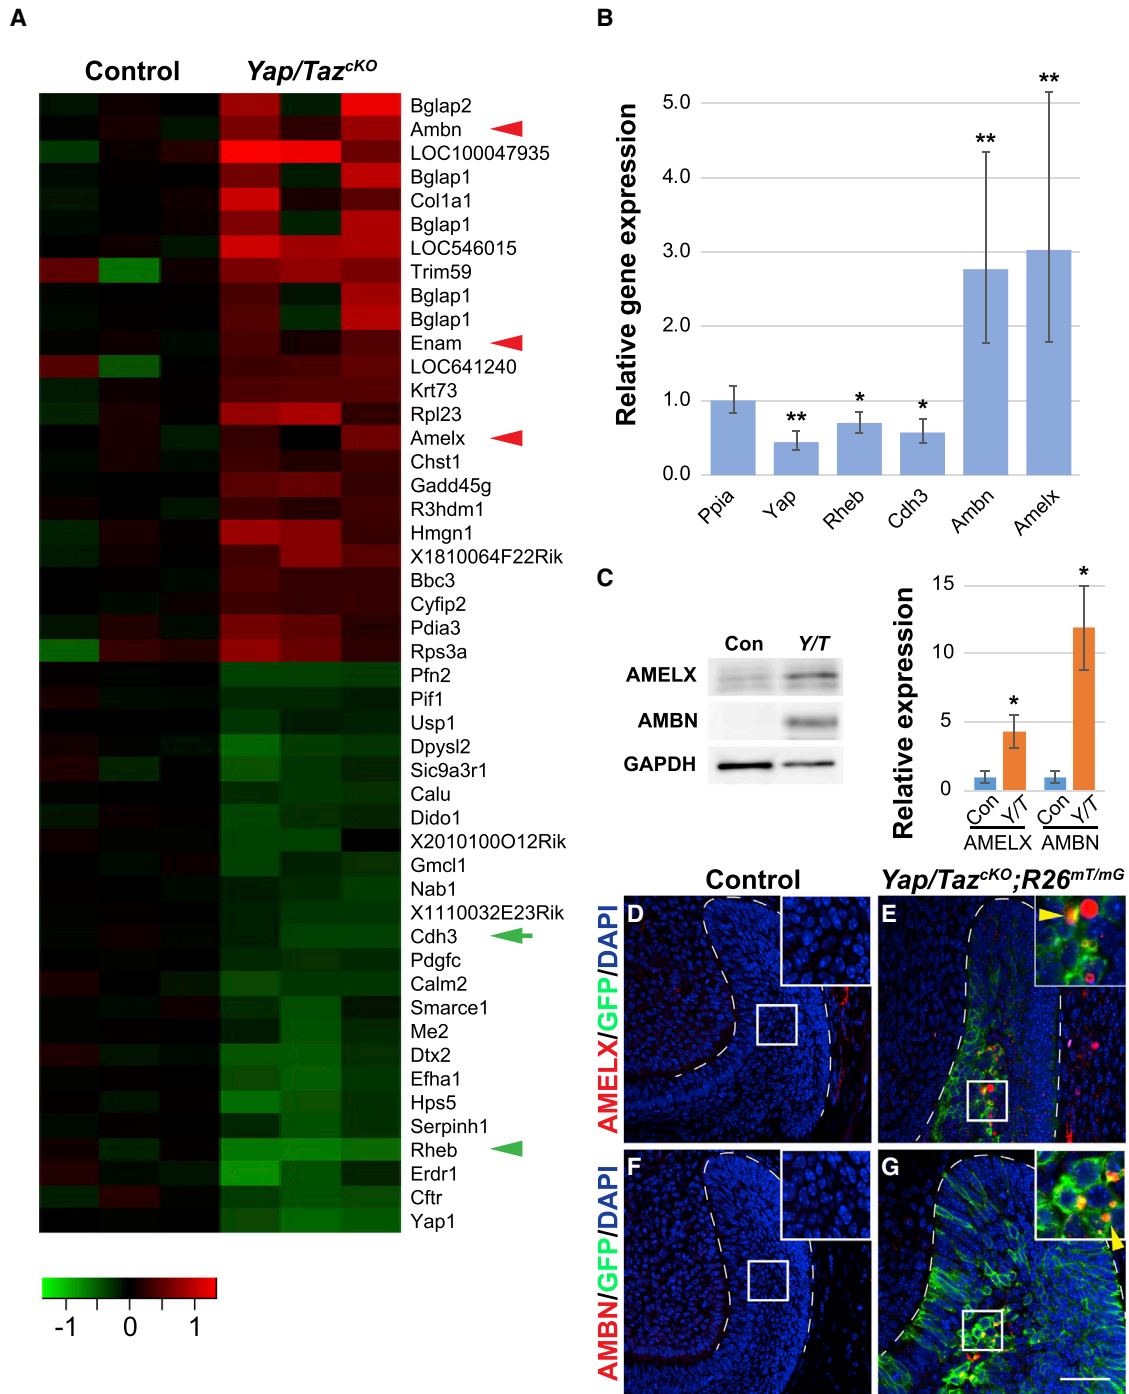 A
Control
Yap/Taz^cKO
Bglap2
Ambn
LOC100047935
Bglap1
Col1a1
Bglap1
LOC546015
Trim59
Bglap1
Bglap1
Enam
LOC641240
Krt73
Rpl23
Amelx
Chst1
Gadd45g
R3hdm1
Hmgn1
X1810064F22Rik
Bbc3
Cyfip2
Pdia3
Rps3a
Pfn2
Pif1
Usp1
Dpysl2
Sic9a3r1
Calu
Dido1
X2010100O12Rik
Gmcl1
Nab1
X1110032E23Rik
Cdh3
Pdgfc
Calm2
Smarce1
Me2
Dtx2
Efha1
Hps5
Serpinh1
Rheb
Erdr1
Cftr
Yap1
-1 0 1
B
Relative gene expression
5.0
4.0
3.0
2.0
1.0
0.0
** * * ** **
Ppia Yap Rheb Cdh3 Ambn Amelx
C
Con Y/T
AMELX
AMBN
GAPDH
Relative expression
15
10
5
0
* *
Con Y/T Con Y/T
AMELX AMBN
Control
Yap/Taz^cKO;R26^mT/mG
AMELX/GFP/DAPI
D
E
AMBN/GFP/DAPI
F
G